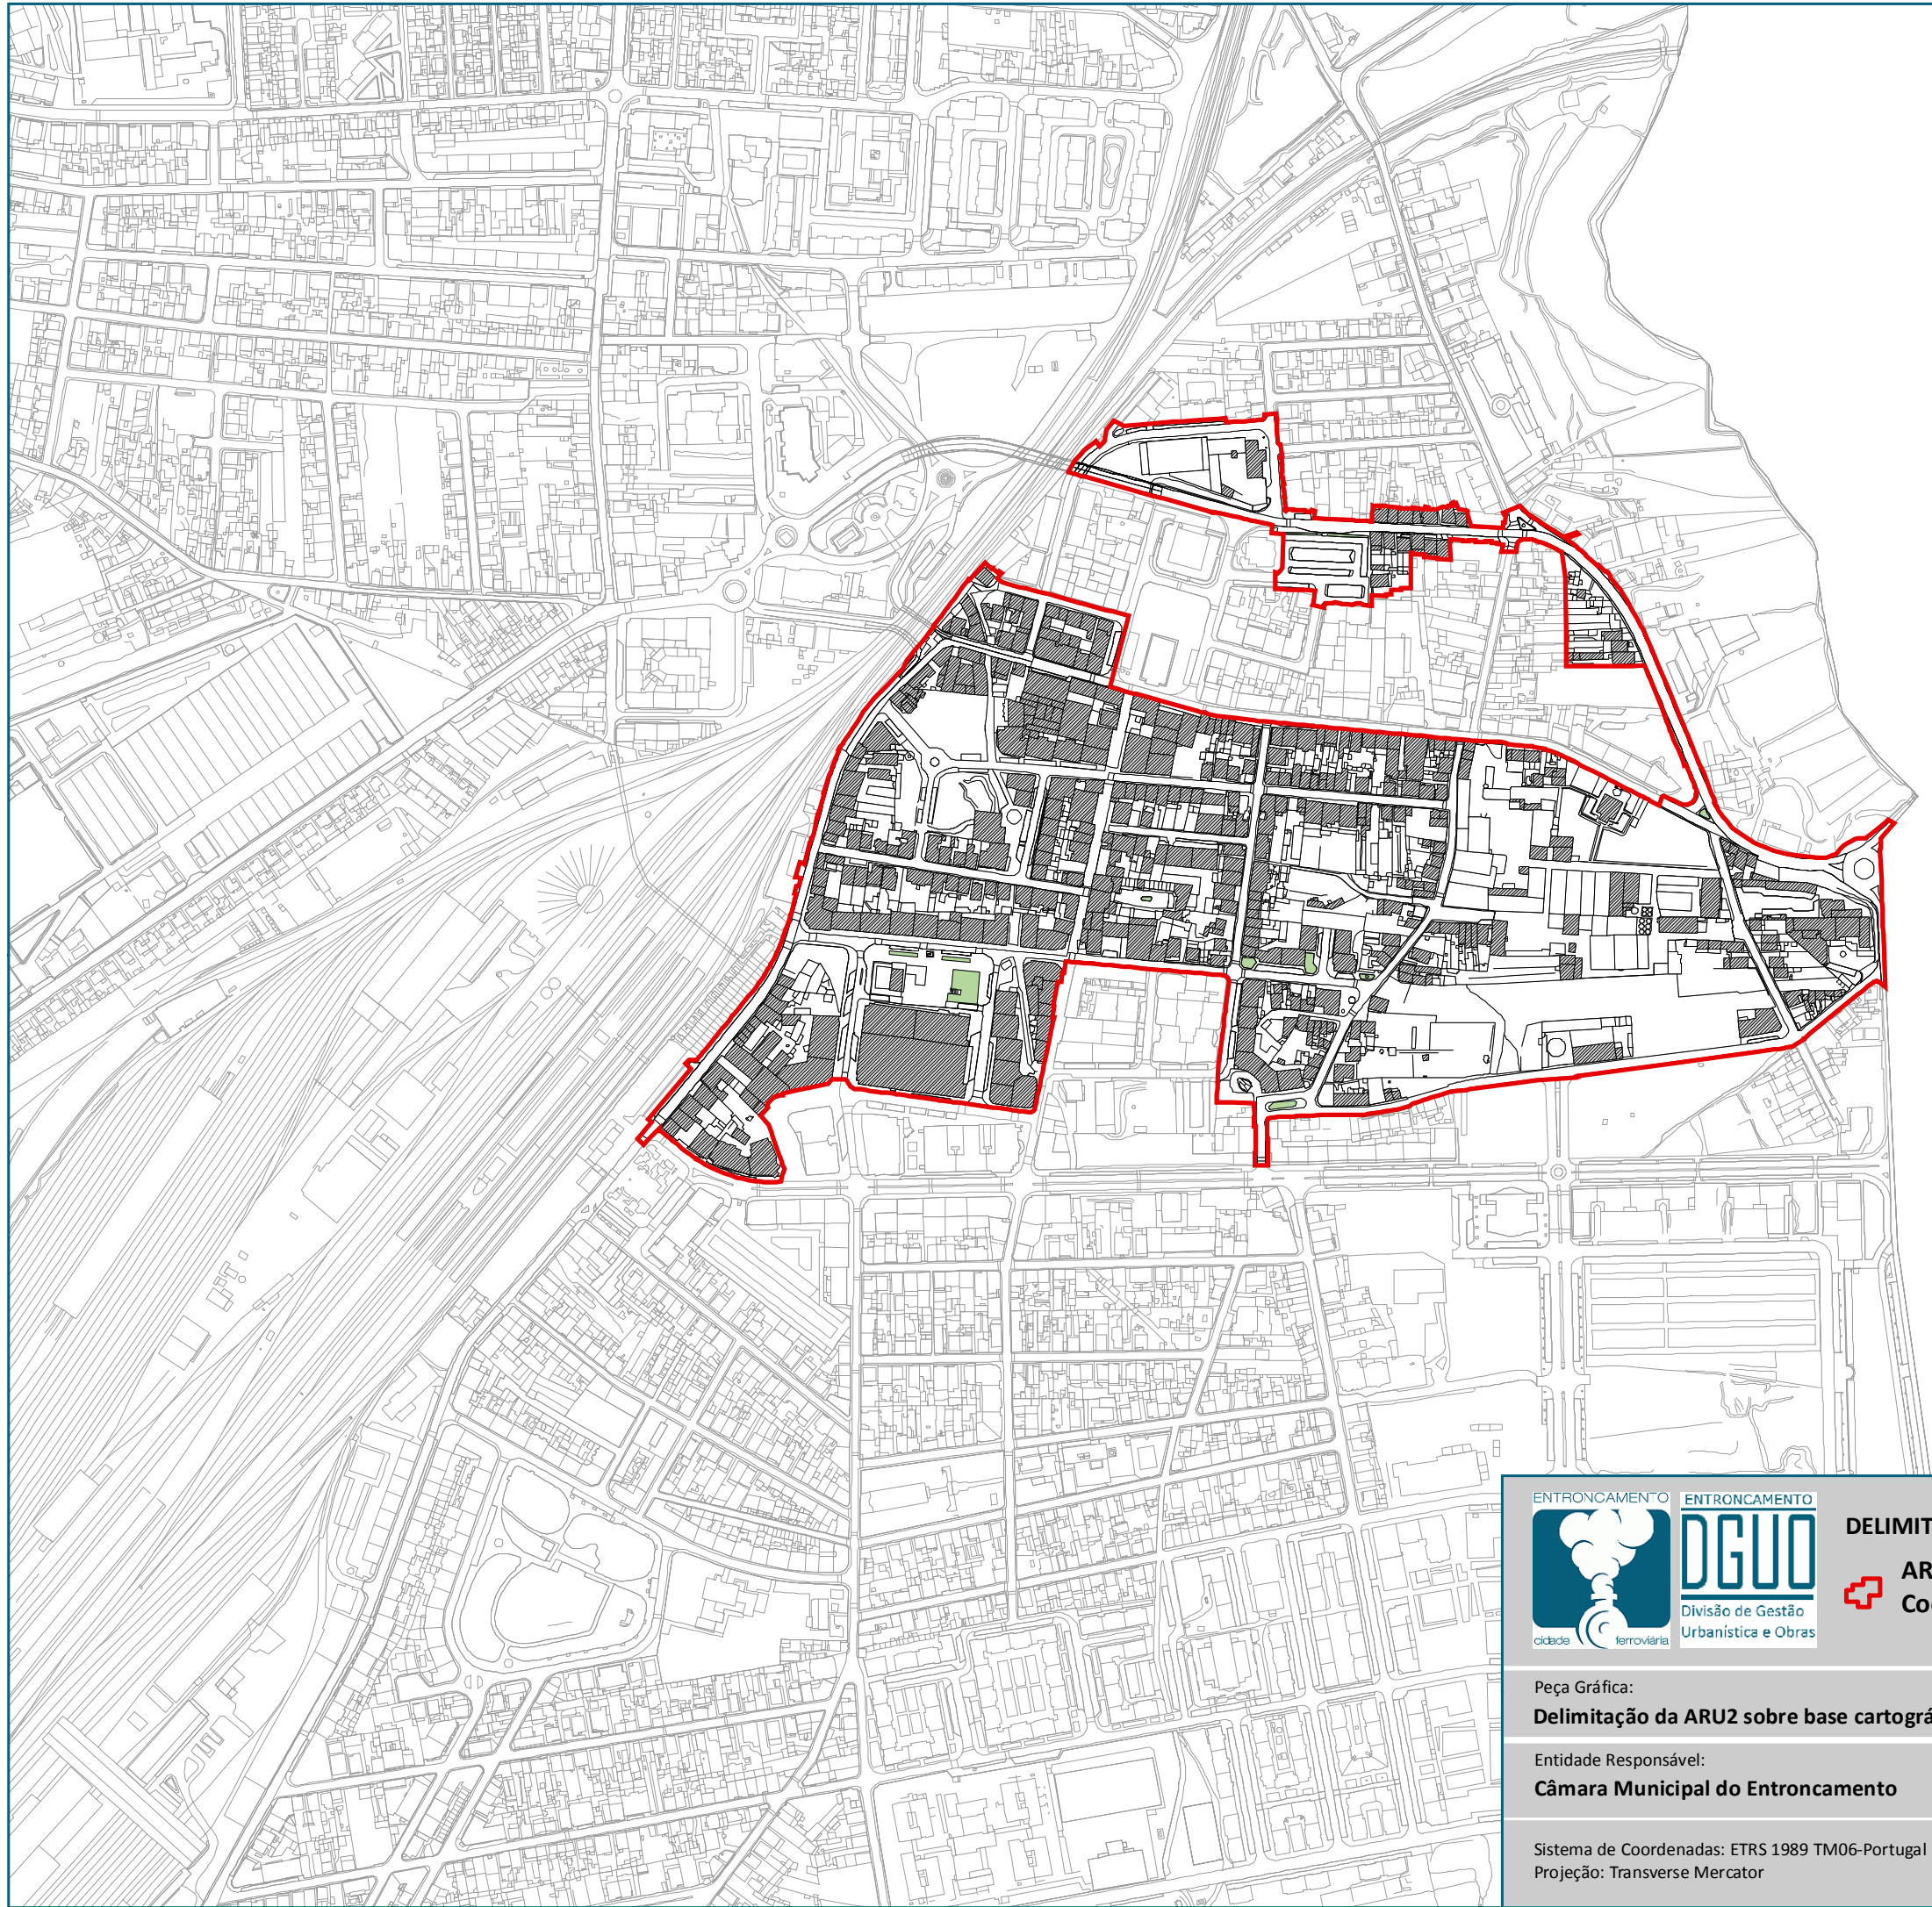 ENTRONCAMENTO
cidade ferroviária
ENTRONCAMENTO
DGUO
Divisão de Gestão
Urbanística e Obras
DELIMIT
AR
Co
Peça Gráfica:
Delimitação da ARU2 sobre base cartográ
Entidade Responsável:
Câmara Municipal do Entroncamento
Sistema de Coordenadas: ETRS 1989 TM06-Portugal
Projeção: Transverse Mercator